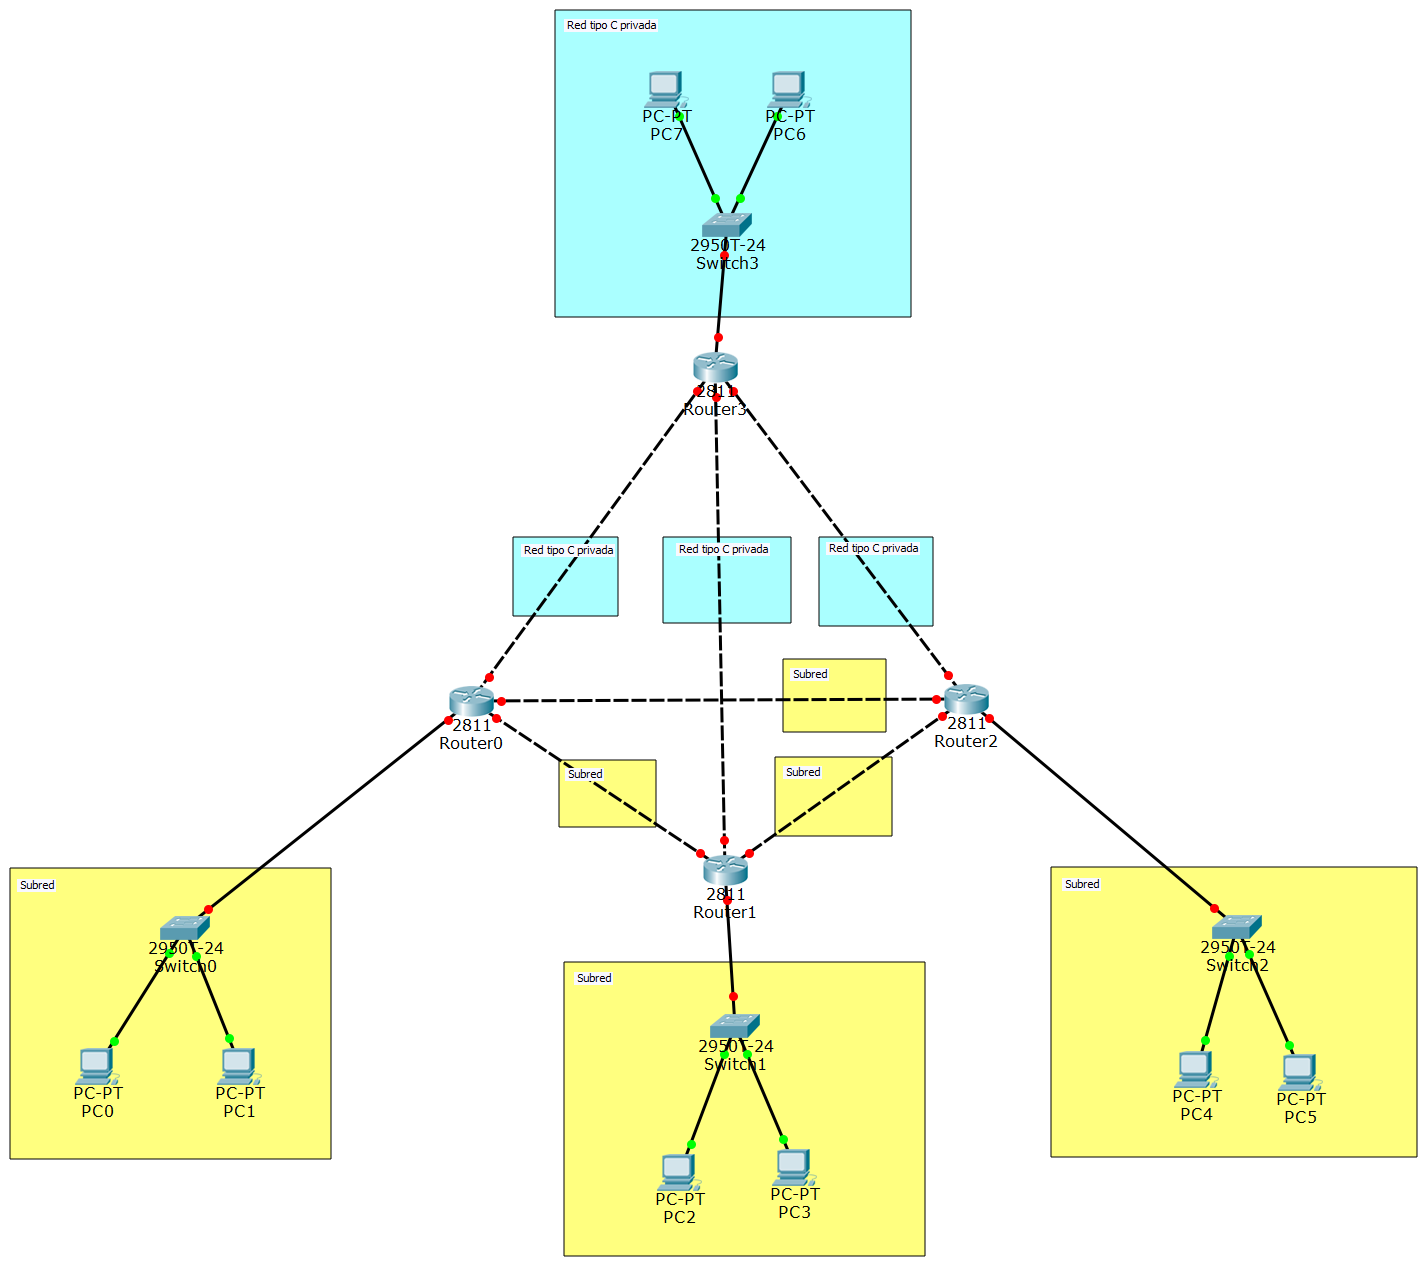 Red tipo C privada
PC-PT
PC7
PC-PT
PC6
2950T-24
Switch3
2811
Router3
Red tipo C privada
Red tipo C privada
Red tipo C privada
Subred
2811
Router0
2811
Router2
Subred
Subred
2811
Router1
Subred
2950T-24
Switch0
PC-PT
PC0
PC-PT
PC1
Subred
2950T-24
Switch1
PC-PT
PC2
PC-PT
PC3
Subred
2950T-24
Switch2
PC-PT
PC4
PC-PT
PC5